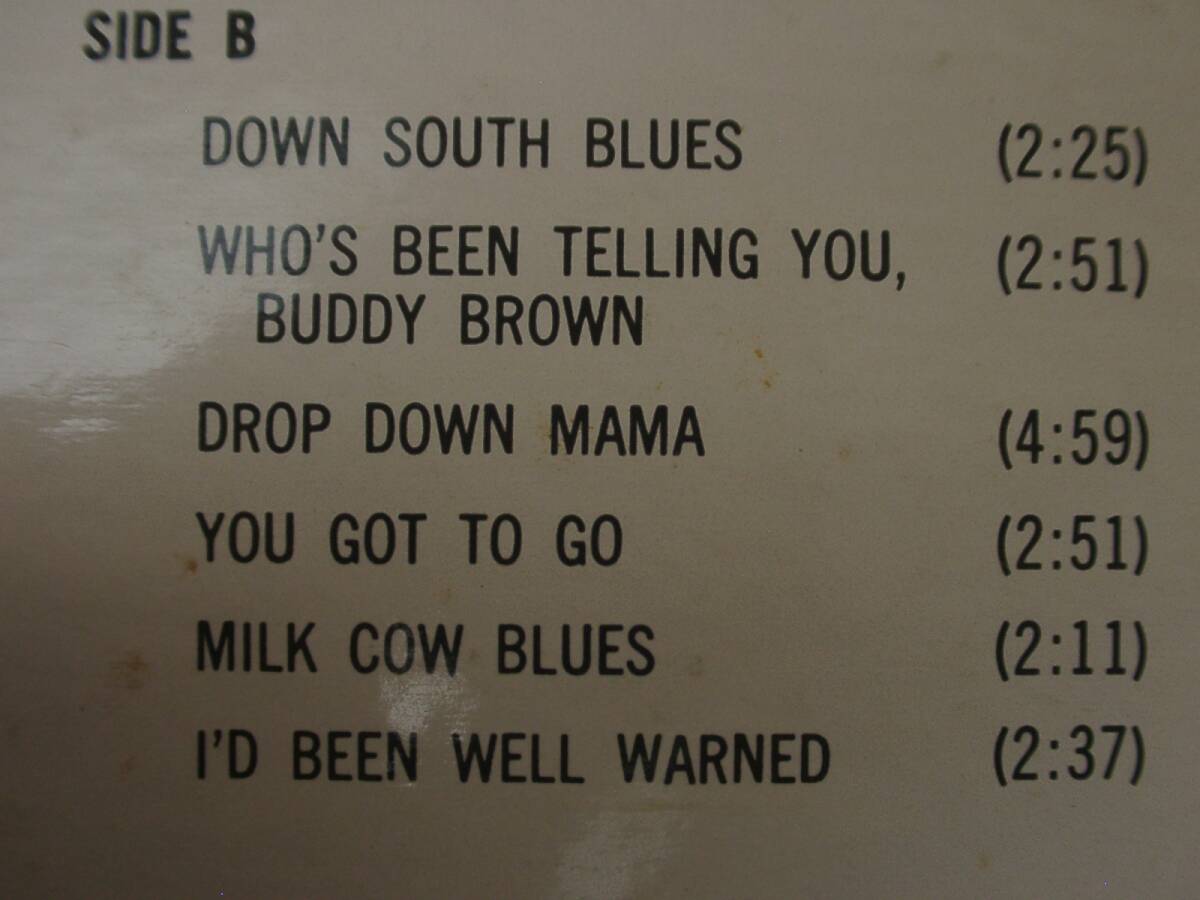 SIDE B
DOWN SOUTH BLUES (2:25)
WHO'S BEEN TELLING YOU, (2:51)
BUDDY BROWN
DROP DOWN MAMA (4:59)
YOU GOT TO GO (2:51)
MILK COW BLUES (2:11)
I'D BEEN WELL WARNED (2:37)